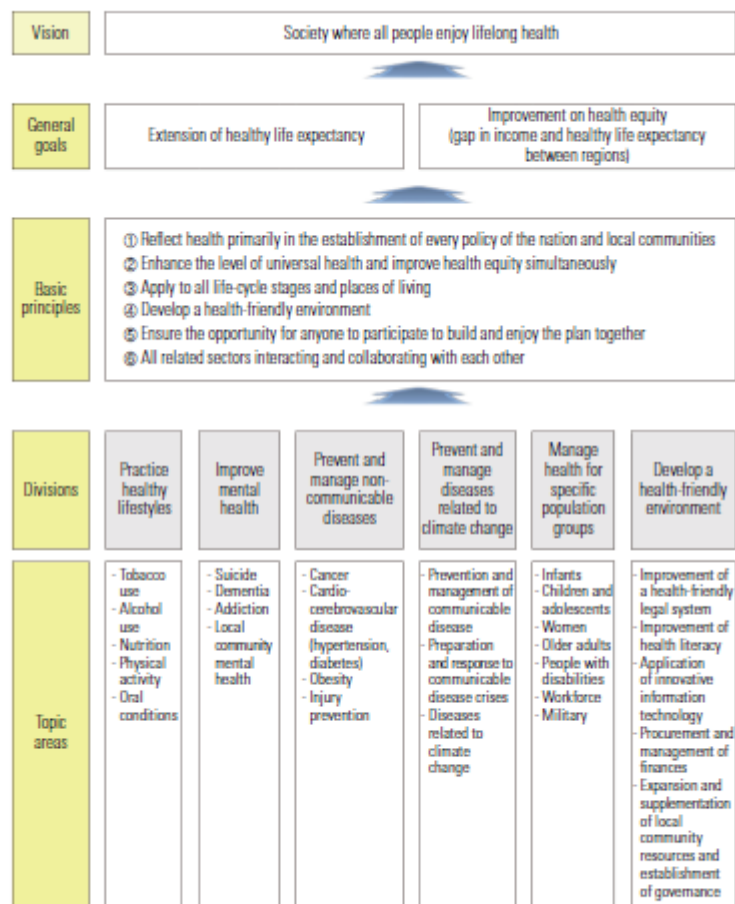 Vision
Society where all people enjoy lifelong health
General
goals
Extension of healthy life expectancy
Improvement on health equity
(gap in income and healthy life expectancy
between regions)
Basic
principles
① Reflect health primarily in the establishment of every policy of the nation and local communities
② Enhance the level of universal health and improve health equity simultaneously
③ Apply to all life-cycle stages and places of living
④ Develop a health-friendly environment
⑤ Ensure the opportunity for anyone to participate to build and enjoy the plan together
⑥ All related sectors interacting and collaborating with each other
Divisions
Practice
healthy
lifestyles
Improve
mental
health
Prevent and
manage non-
communicable
diseases
Prevent and
manage
diseases
related to
climate change
Manage
health for
specific
population
groups
Develop a
health-friendly
environment
Topic
areas
- Tobacco
use
- Alcohol
use
- Nutrition
- Physical
activity
- Oral
conditions
- Suicide
- Dementia
- Addiction
- Local
community
mental
health
- Cancer
- Cardio-
cerebrovascular
disease
(hypertension,
diabetes)
- Obesity
- Injury
prevention
- Prevention and
management of
communicable
disease
- Preparation
and response to
communicable
disease crises
- Diseases
related to
climate
change
- Infants
- Children and
adolescents
- Women
- Older adults
- People with
disabilities
- Workforce
- Military
- Improvement of
a health-friendly
legal system
- Improvement of
health literacy
- Application
of innovative
information
technology
- Procurement and
management of
finances
- Expansion and
supplementation
of local
community
resources and
establishment
of governance